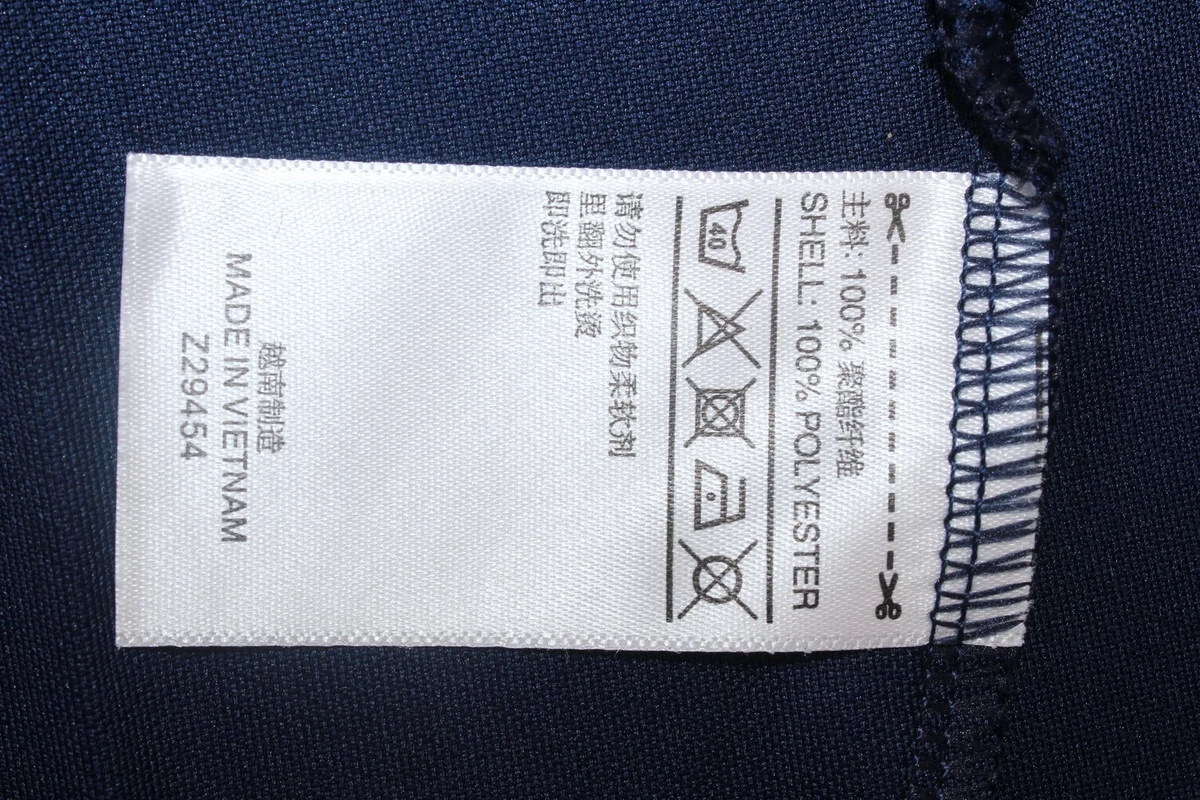 主料: 100% 聚酯纤维
SHELL: 100% POLYESTER
40
请勿使用织物柔软剂
里翻外洗烫
即洗即出
越南制造
MADE IN VIETNAM
Z29454